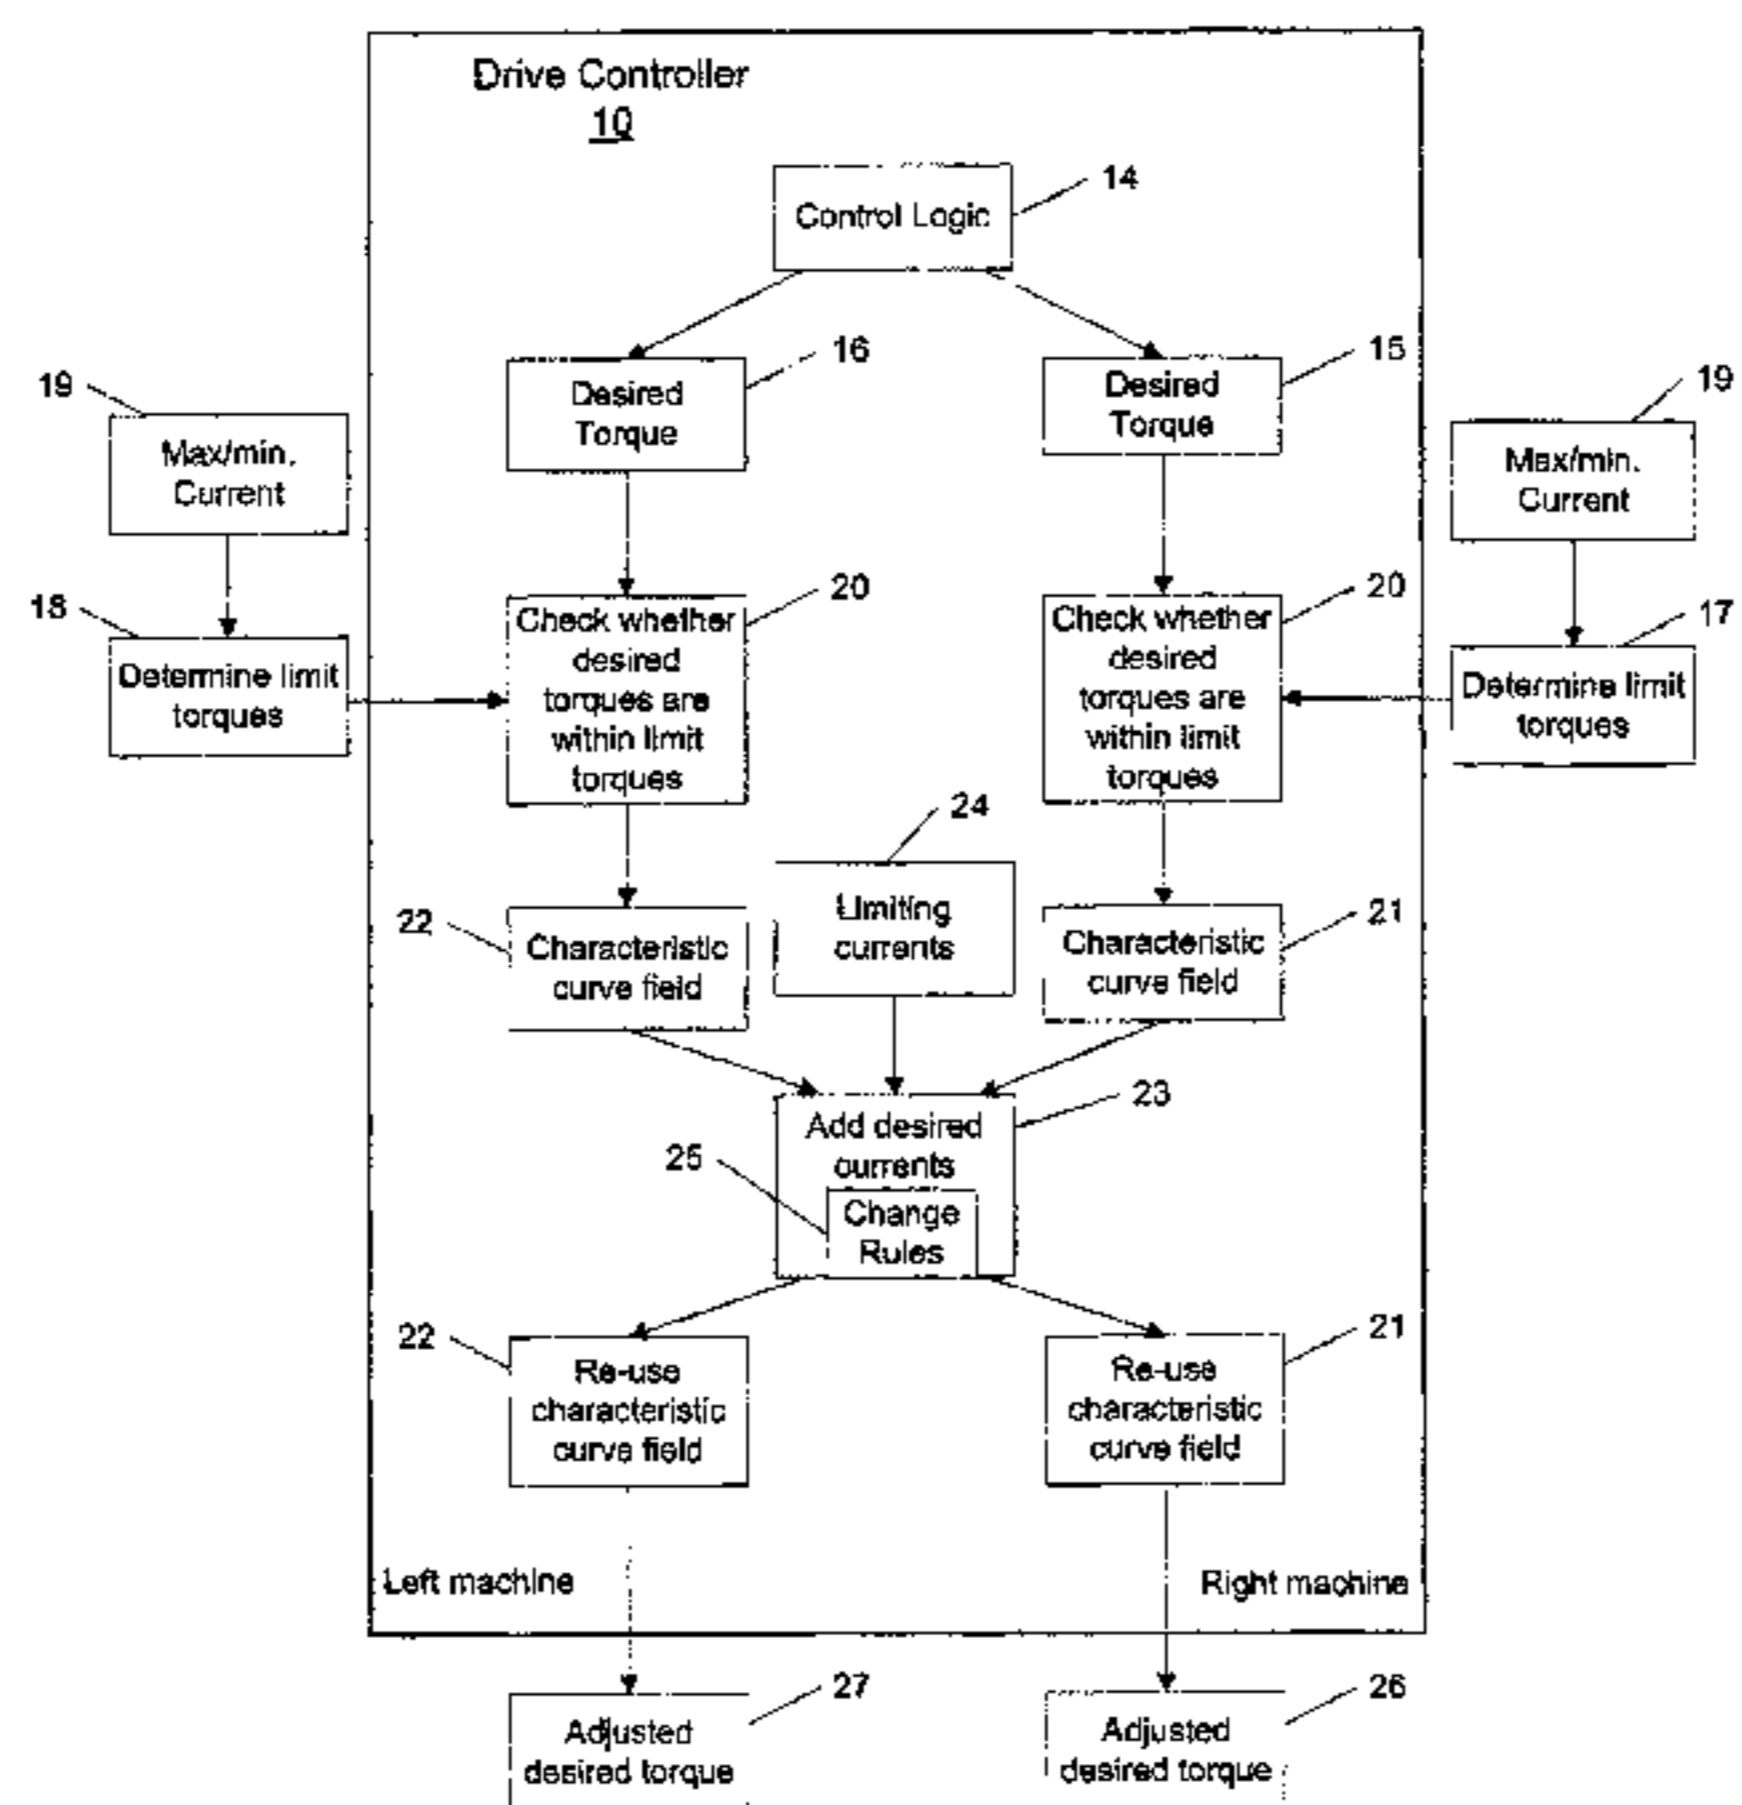 Drive Controller
10
Control Logic
14
Desired
Torque
16
Desired
Torque
15
19
Max/min.
Current
19
Max/min.
Current
18
Determine limit
torques
Check whether
desired
torques are
within limit
torques
20
Check whether
desired
torques are
within limit
torques
20
17
Determine limit
torques
24
Limiting
currents
22
Characteristic
curve field
Characteristic
curve field
21
Add desired
currents
23
25
Change
Rules
22
Re-use
characteristic
curve field
Re-use
characteristic
curve field
21
Left machine
Right machine
Adjusted
desired torque
27
Adjusted
desired torque
26